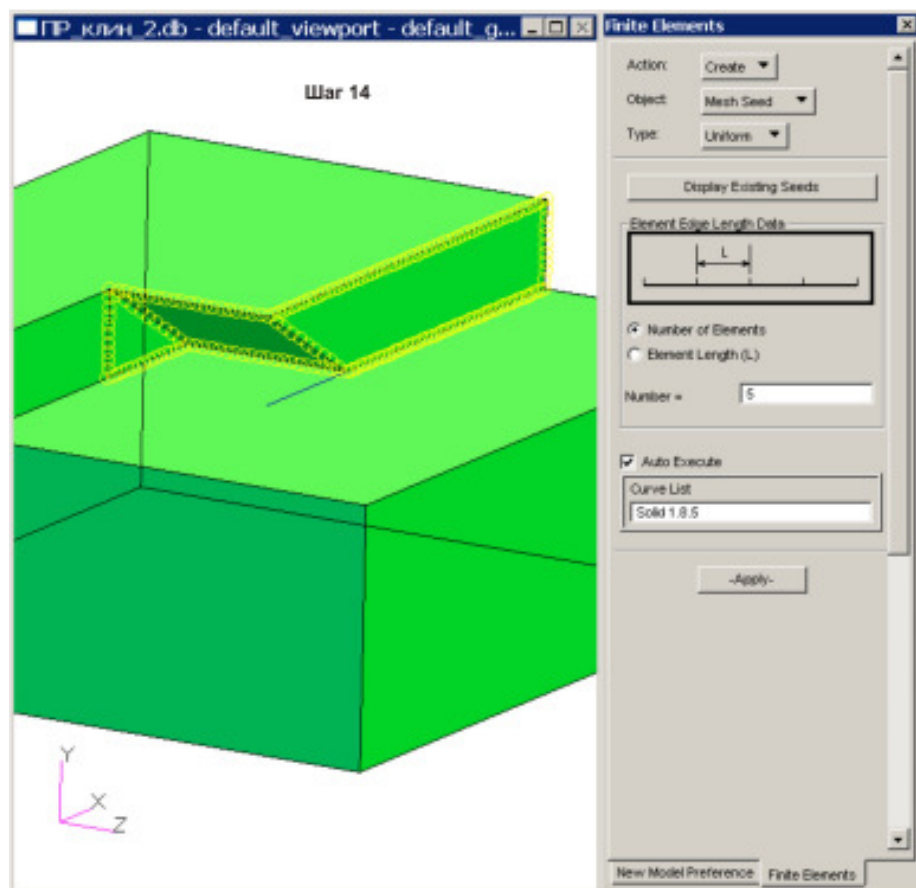 ПР_клин_2.db - default_viewport - default_g...
Шаг 14
Y
X
Z
Finite Elements
Action: Create
Object: Mesh Seed
Type: Uniform
Display Existing Seeds
Element Edge Length Data
L
Number of Elements
Element Length (L)
Number = 5
Auto Execute
Curve List
Solid 1.8.5
-Apply-
New Model Preference Finite Elements